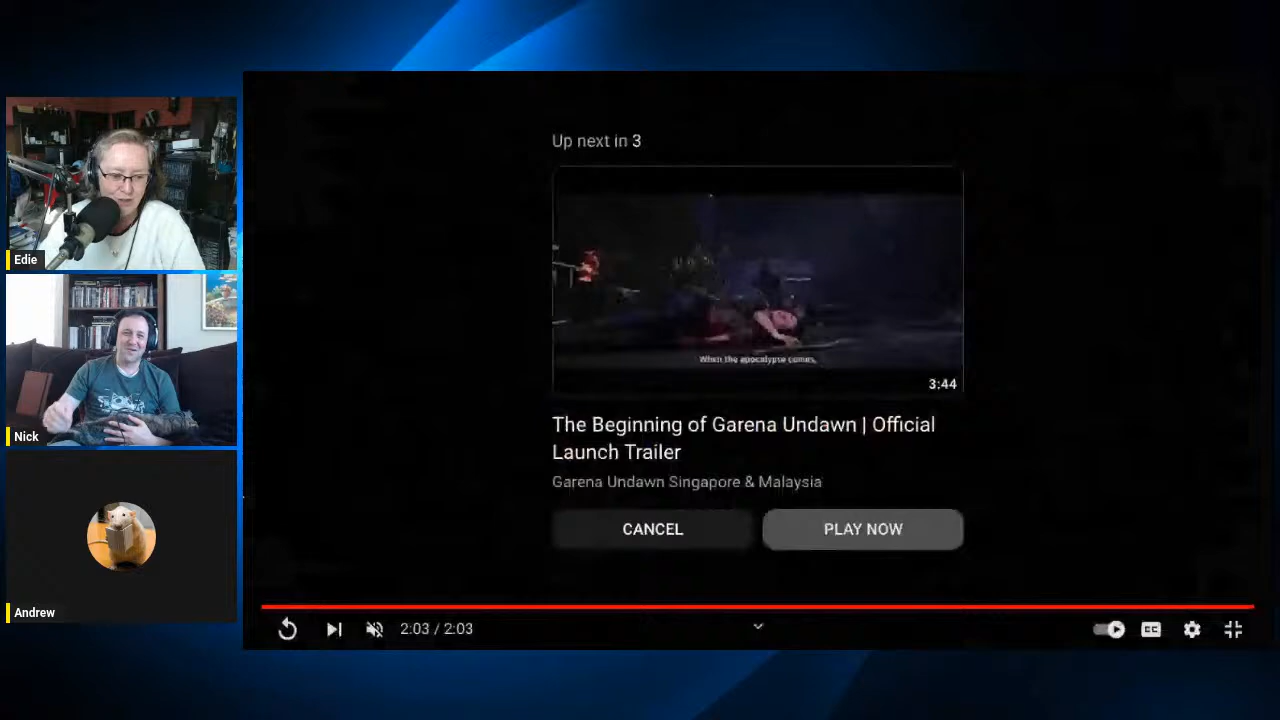 Edie
Nick
Andrew
Up next in 3
When the apocalypse comes,
3:44
The Beginning of Garena Undawn | Official
Launch Trailer
Garena Undawn Singapore & Malaysia
CANCEL
PLAY NOW
2:03 / 2:03
CC